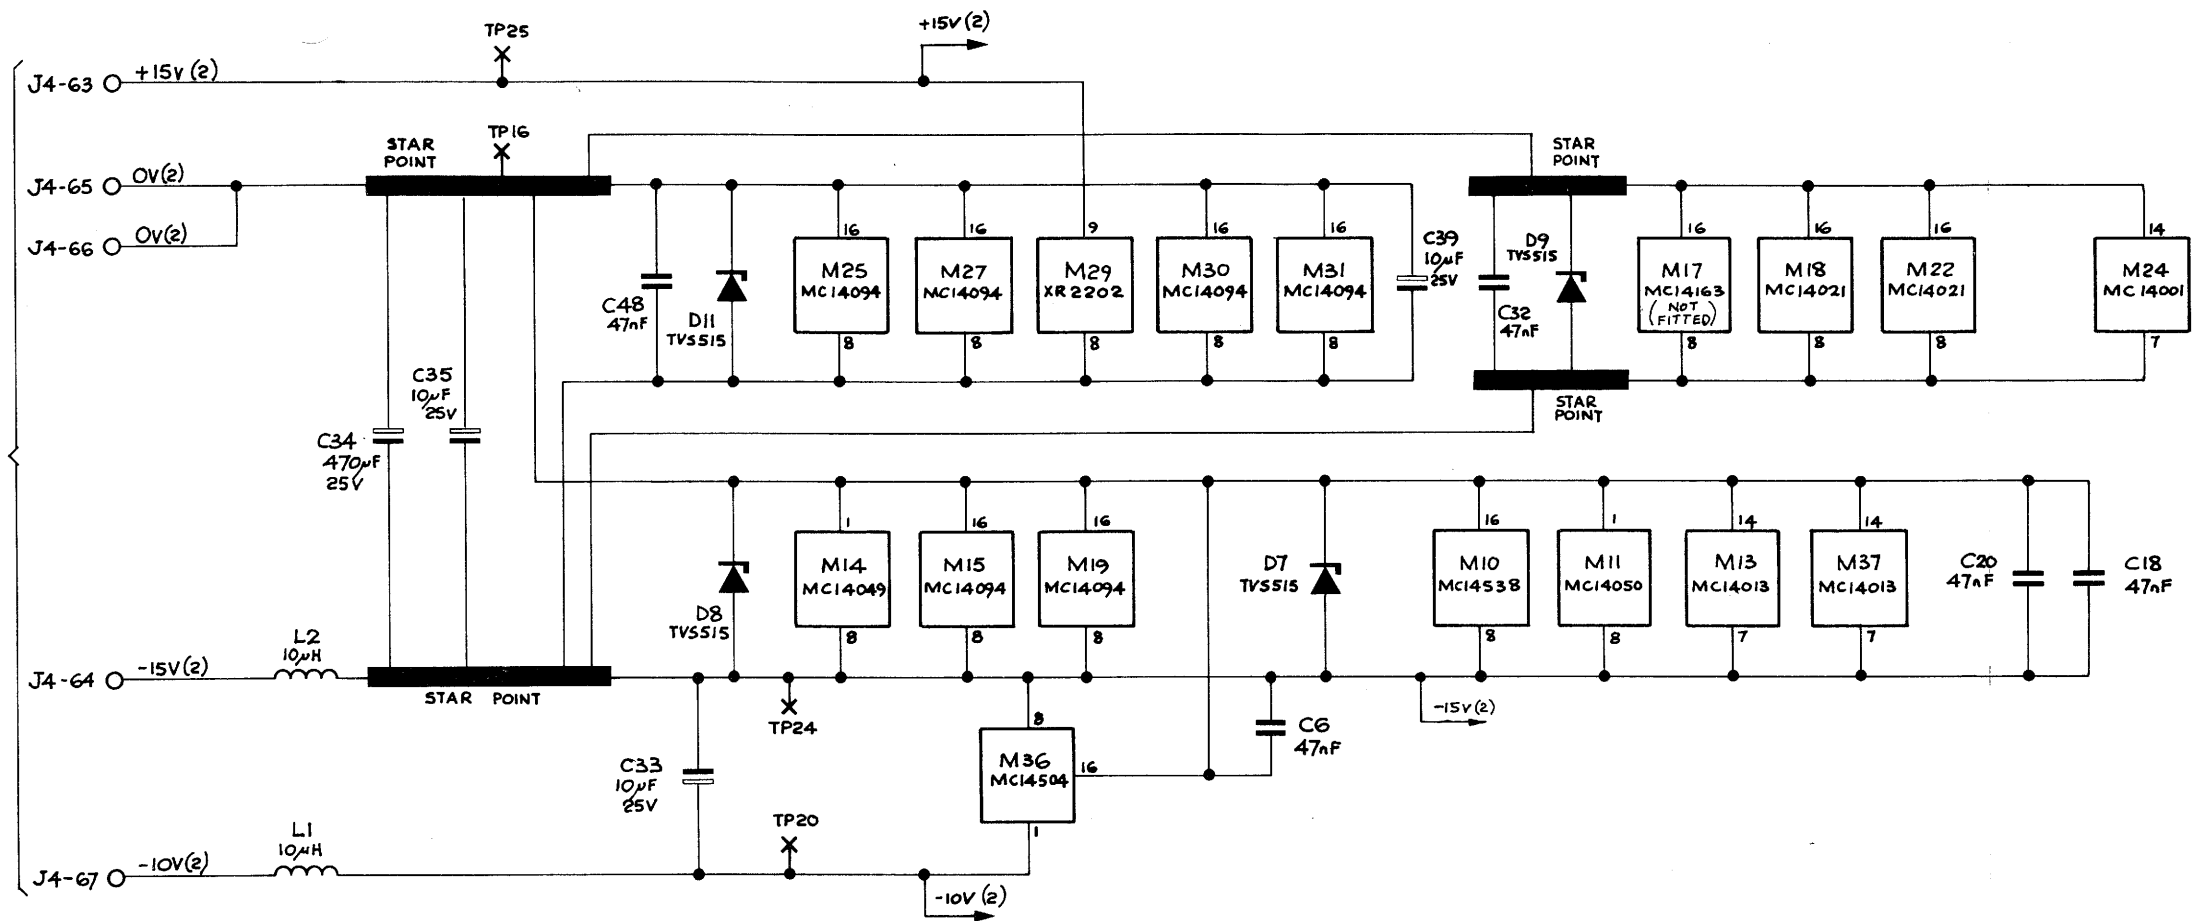 +15V(2)
TP25
J4-63
+15V(2)
TP16
STAR
POINT
STAR
POINT
J4-65
0V(2)
J4-66
0V(2)
16
16
9
16
16
16
16
16
14
C48
47nF
D11
TVS515
M25
MC14094
M27
MC14094
M29
XR2202
M30
MC14094
M31
MC14094
C39
10µF
25V
C32
47nF
D9
TVS515
M17
MC14163
(NOT
FITTED)
M18
MC14021
M22
MC14021
M24
MC14001
8
8
8
8
8
8
8
8
7
STAR
POINT
C35
10µF
25V
C34
470µF
25V
1
16
16
16
1
14
14
D8
TVS515
M14
MC14049
M15
MC14094
M19
MC14094
D7
TVS515
M10
MC14538
M11
MC14050
M13
MC14013
M37
MC14013
C20
47nF
C18
47nF
8
8
8
8
8
7
7
L2
10µH
J4-64
-15V(2)
STAR POINT
TP24
-15V(2)
8
C6
47nF
M36
MC14504
16
1
C33
10µF
25V
TP20
L1
10µH
J4-67
-10V(2)
-10V(2)